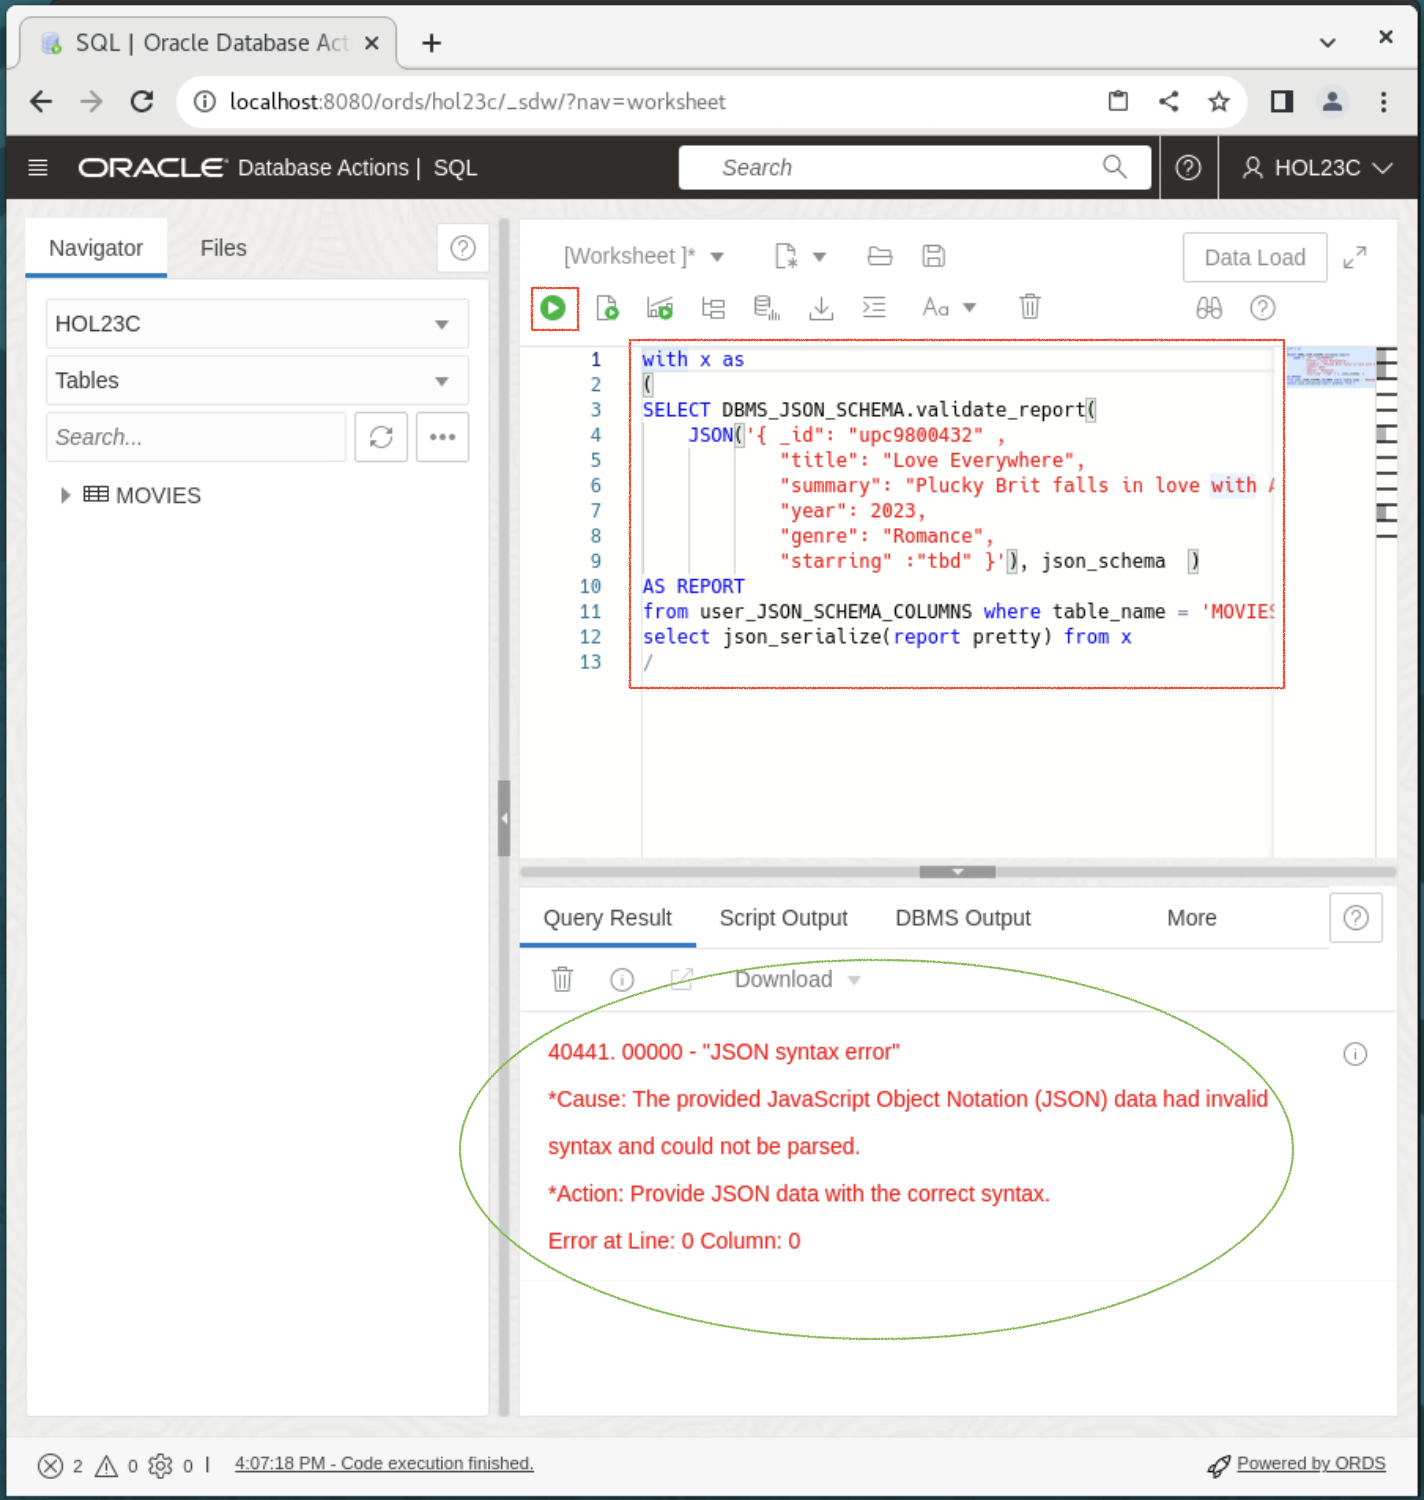 SQL | Oracle Database Act
localhost:8080/ords/hol23c/_sdw/?nav=worksheet
ORACLE Database Actions | SQL
Search
HOL23C
Navigator
Files
HOL23C
Tables
Search...
MOVIES
[Worksheet ]*
Data Load
Aa
1 with x as
2 (
3 SELECT DBMS_JSON_SCHEMA.validate_report(
4 JSON('{ _id": "upc9800432" ,
5 "title": "Love Everywhere",
6 "summary": "Plucky Brit falls in love with A
7 "year": 2023,
8 "genre": "Romance",
9 "starring" :"tbd" }'), json_schema )
10 AS REPORT
11 from user_JSON_SCHEMA_COLUMNS where table_name = 'MOVIES
12 select json_serialize(report pretty) from x
13 /
Query Result
Script Output
DBMS Output
More
Download
40441. 00000 - "JSON syntax error"
*Cause: The provided JavaScript Object Notation (JSON) data had invalid
syntax and could not be parsed.
*Action: Provide JSON data with the correct syntax.
Error at Line: 0 Column: 0
2 0 0 | 4:07:18 PM - Code execution finished.
Powered by ORDS